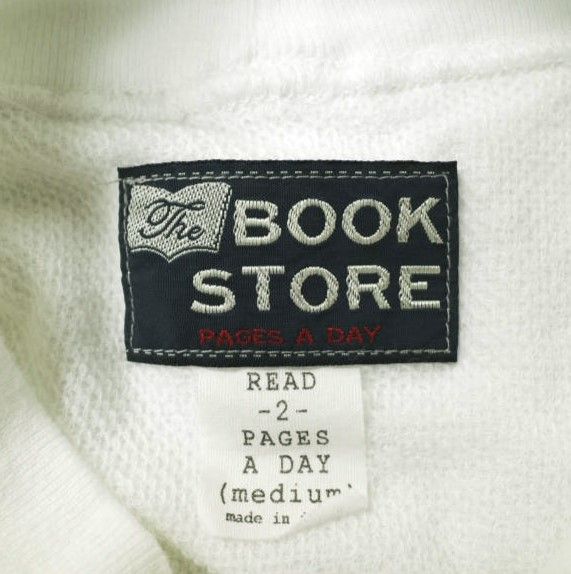 The BOOK
STORE
PAGES A DAY
READ
-2-
PAGES
A DAY
(medium)
made in